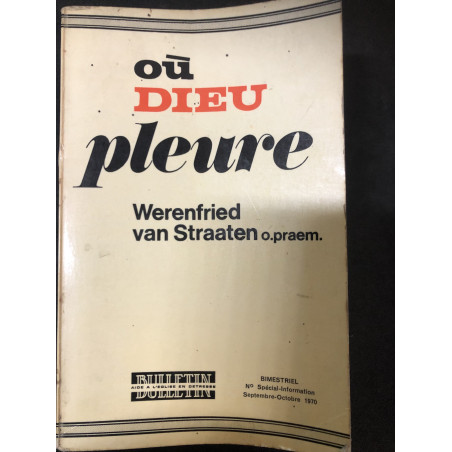 où
DIEU
pleure
Werenfried
van Straaten o.praem.
BULLETIN
AIDE A L'EGLISE EN DETRESSE
BULLETIN
BIMESTRIEL
No Spécial-Information
Septembre-Octobre 1970